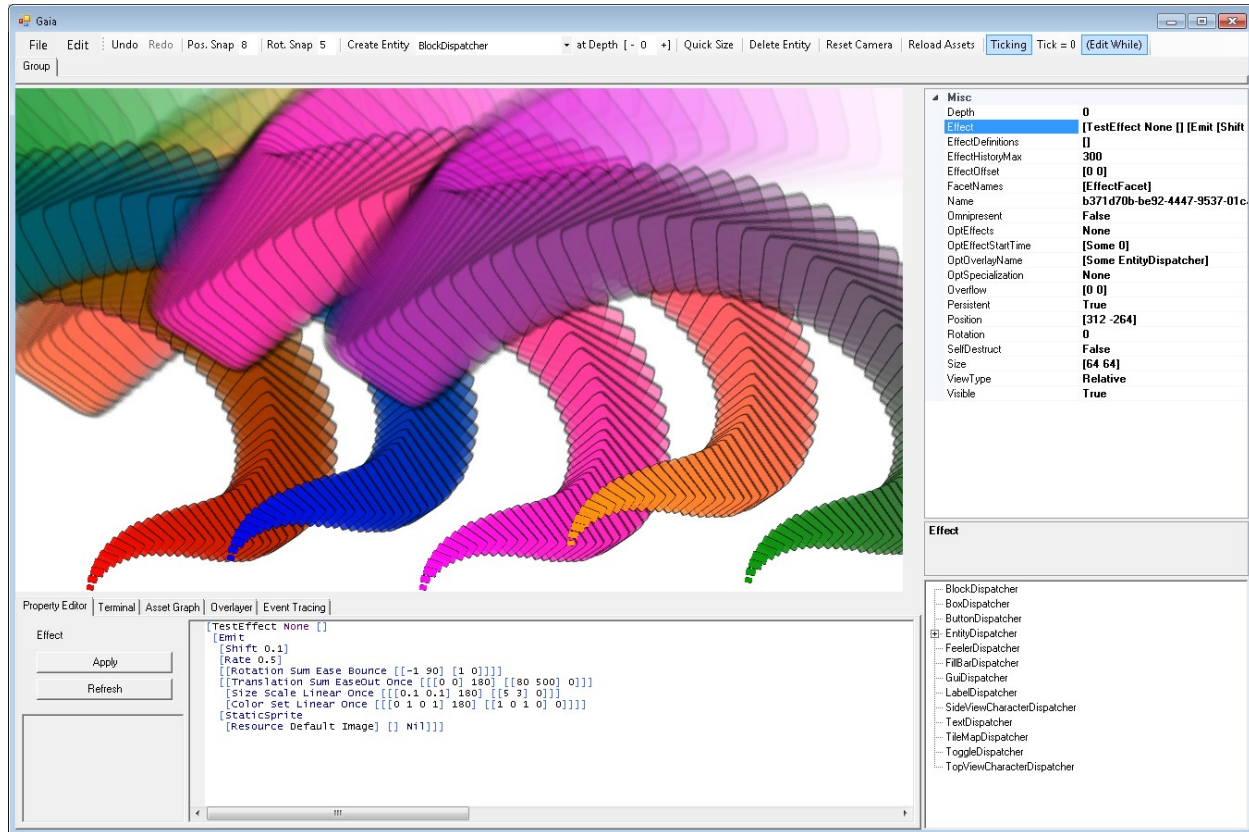 Gaia
File Edit Undo Redo Pos. Snap 8 Rot. Snap 5 Create Entity BlockDispatcher at Depth [ - 0 +] Quick Size Delete Entity Reset Camera Reload Assets Ticking Tick = 0 (Edit While)
Group
Misc
Depth 0
Effect [TestEffect None [] [Emit [Shift
EffectDefinitions []
EffectHistoryMax 300
EffectOffset [0 0]
FacetNames [EffectFacet]
Name b371d70b-be92-4447-9537-01c
Omnipresent False
OptEffects None
OptEffectStartTime [Some 0]
OptOverlayName [Some EntityDispatcher]
OptSpecialization None
Overflow [0 0]
Persistent True
Position [312 -264]
Rotation 0
SelfDestruct False
Size [64 64]
ViewType Relative
Visible True
Effect
BlockDispatcher
BoxDispatcher
ButtonDispatcher
EntityDispatcher
FeelerDispatcher
FillBarDispatcher
GuiDispatcher
LabelDispatcher
SideViewCharacterDispatcher
TextDispatcher
TileMapDispatcher
ToggleDispatcher
TopViewCharacterDispatcher
Property Editor Terminal Asset Graph Overlayer Event Tracing
Effect
Apply
Refresh
[TestEffect None []
[Emit
[Shift 0.1]
[Rate 0.5]
[[Rotation Sum Ease Bounce [[-1 90] [1 0]]]]
[[Translation Sum EaseOut Once [[[0 0] 180] [[80 500] 0]]]
[Size Scale Linear Once [[[0.1 0.1] 180] [[5 3] 0]]]
[Color Set Linear Once [[[0 1 0 1] 180] [[1 0 1 0] 0]]]]
[StaticSprite
[Resource Default Image] [] Nil]]]